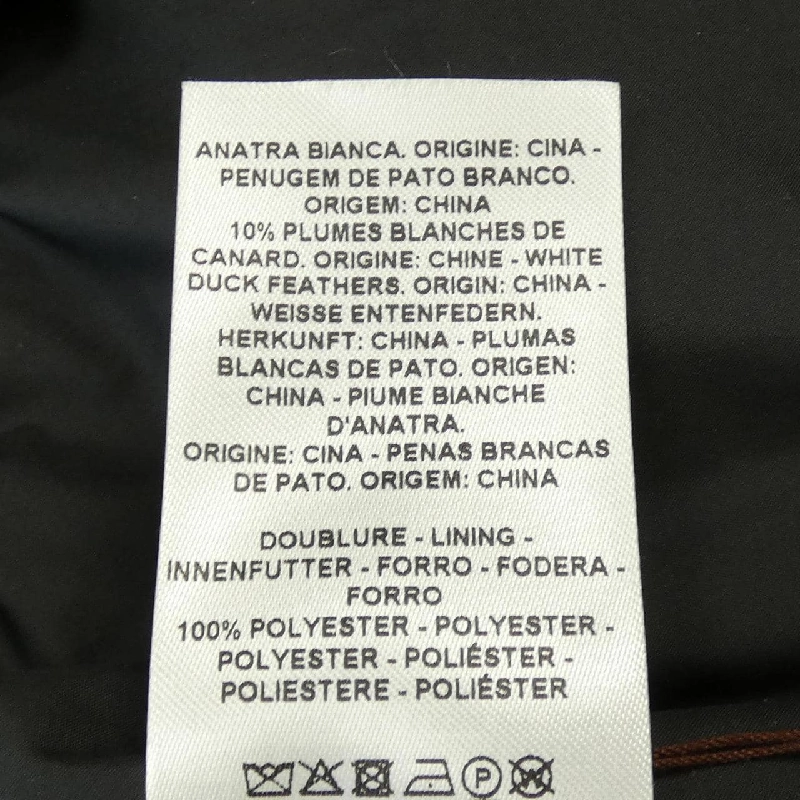 ANATRA BIANCA. ORIGINE: CINA -
PENUGEM DE PATO BRANCO.
ORIGEM: CHINA
10% PLUMES BLANCHES DE
CANARD. ORIGINE: CHINE - WHITE
DUCK FEATHERS. ORIGIN: CHINA -
WEISSE ENTENFEDERN.
HERKUNFT: CHINA - PLUMAS
BLANCAS DE PATO. ORIGEN:
CHINA - PIUME BIANCHE
D'ANATRA.
ORIGINE: CINA - PENAS BRANCAS
DE PATO. ORIGEM: CHINA
DOUBLURE - LINING -
INNENFUTTER - FORRO - FODERA -
FORRO
100% POLYESTER - POLYESTER -
POLYESTER - POLIÉSTER -
POLIESTERE - POLIÉSTER
P W